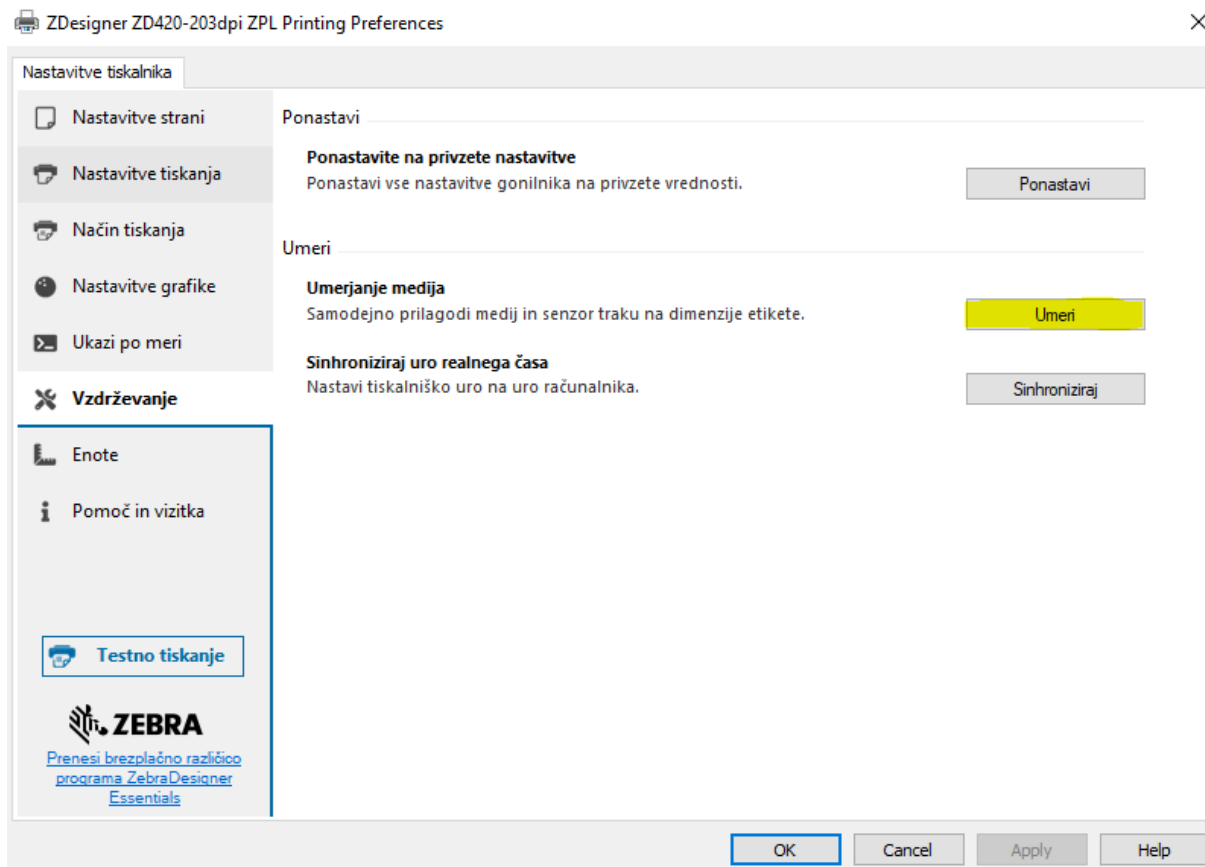 ZDesigner ZD420-203dpi ZPL Printing Preferences
Nastavitve tiskalnika
Nastavitve strani
Nastavitve tiskanja
Način tiskanja
Nastavitve grafike
Ukazi po meri
Vzdrževanje
Enote
Pomoč in vizitka
Testno tiskanje
ZEBRA
Prenesi brezplačno različico
programa ZebraDesigner
Essentials
Ponastavi
Ponastavite na privzete nastavitve
Ponastavi vse nastavitve gonilnika na privzete vrednosti.
Ponastavi
Umeri
Umerjanje medija
Samodejno prilagodi medij in senzor traku na dimenzije etikete.
Umeri
Sinhroniziraj uro realnega časa
Nastavi tiskalniško uro na uro računalnika.
Sinhroniziraj
OK
Cancel
Apply
Help